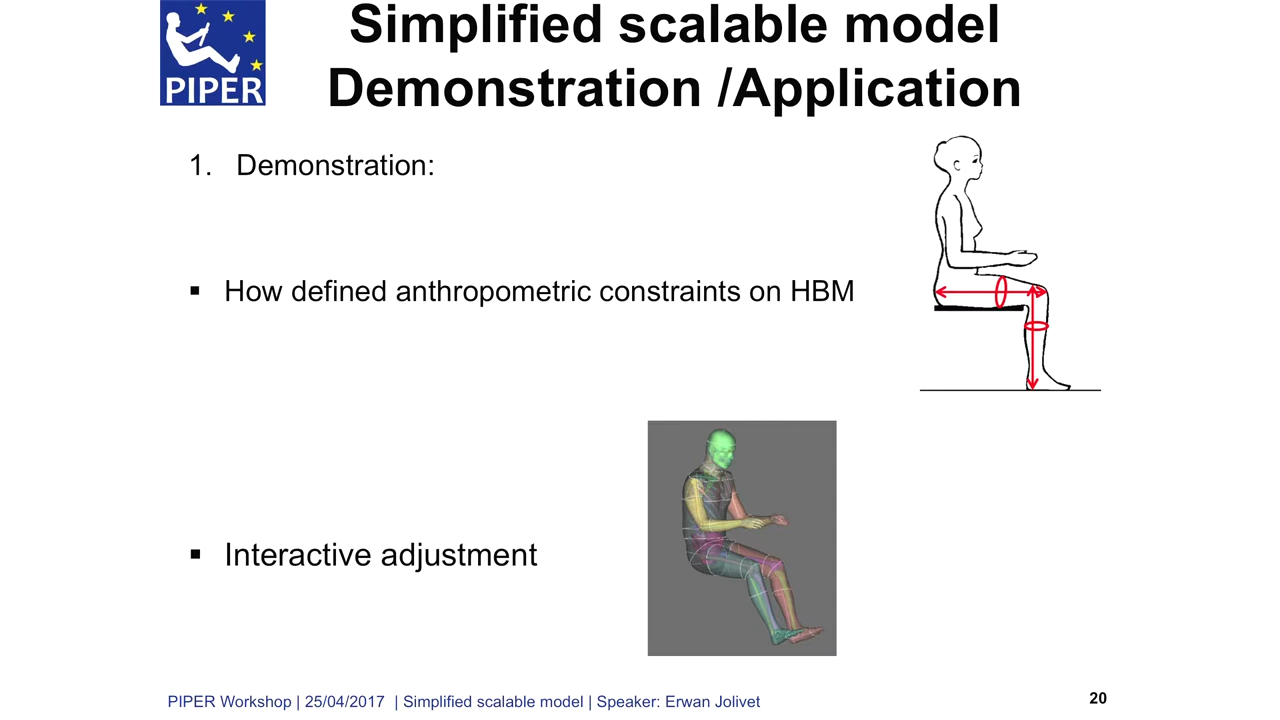 PIPER
Simplified scalable model
Demonstration /Application
1. Demonstration:
▪ How defined anthropometric constraints on HBM
▪ Interactive adjustment
PIPER Workshop | 25/04/2017 | Simplified scalable model | Speaker: Erwan Jolivet
20